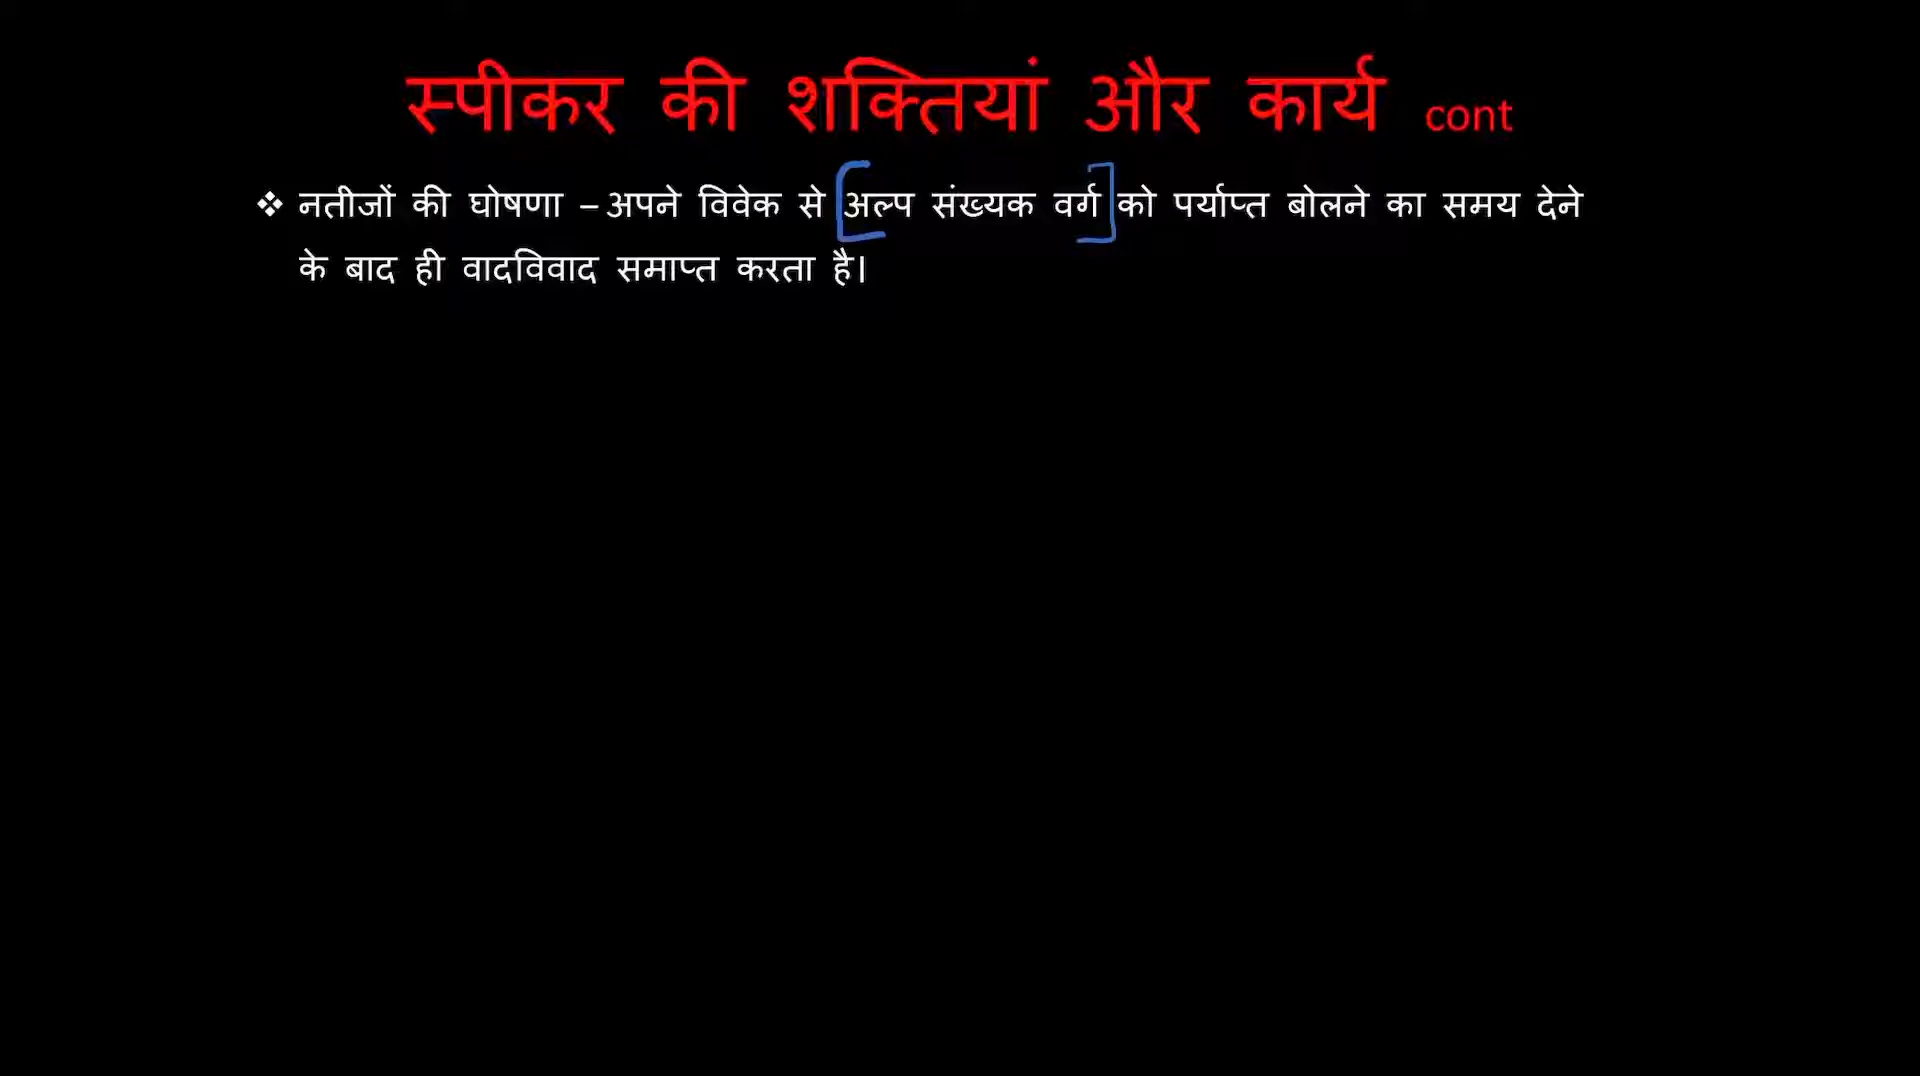 स्पीकर की शक्तियां और कार्य cont
❖ नतीजों की घोषणा – अपने विवेक से [अल्प संख्यक वर्ग] को पर्याप्त बोलने का समय देने
के बाद ही वादविवाद समाप्त करता है।